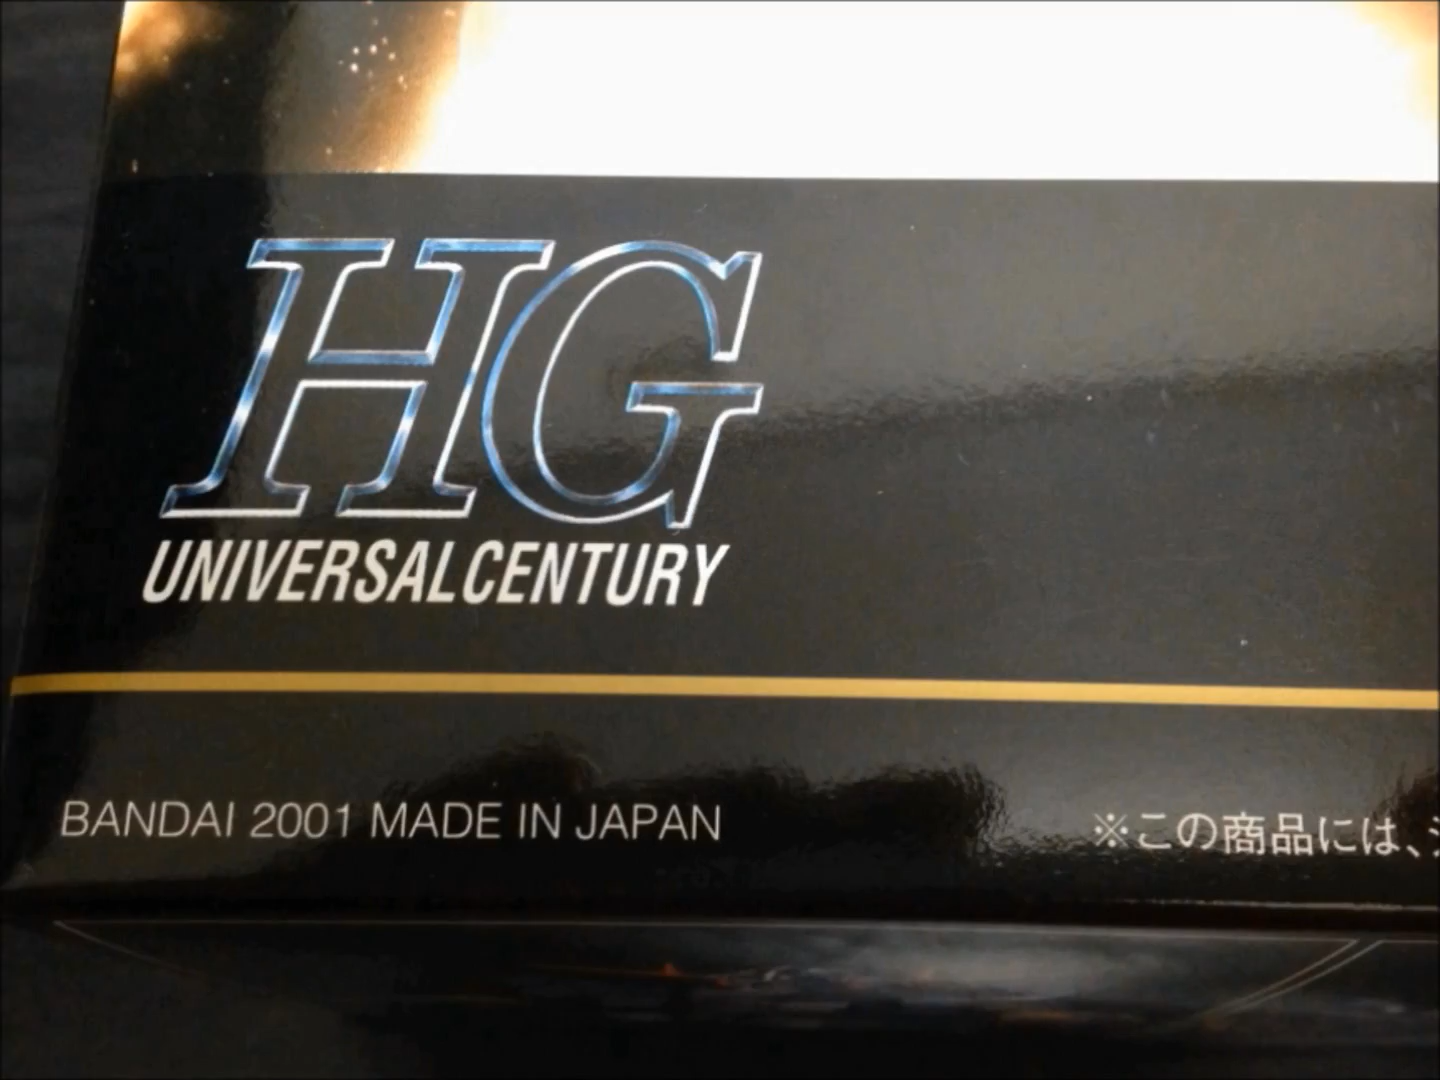 HG
UNIVERSALCENTURY
BANDAI 2001 MADE IN JAPAN
※この商品には、